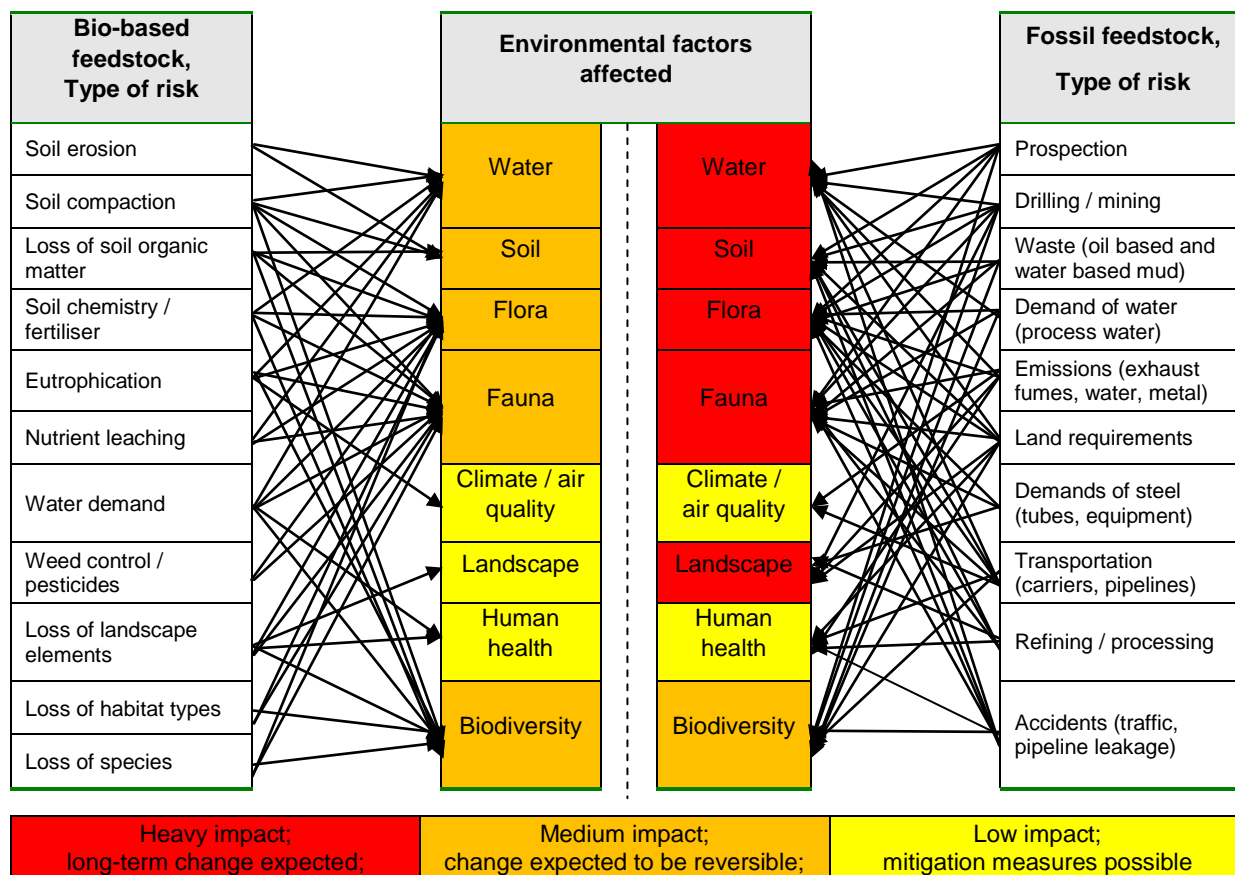 Bio-based
feedstock,
Type of risk
Environmental factors
affected
Fossil feedstock,
Type of risk
Soil erosion
Soil compaction
Loss of soil organic
matter
Soil chemistry /
fertiliser
Eutrophication
Nutrient leaching
Water demand
Weed control /
pesticides
Loss of landscape
elements
Loss of habitat types
Loss of species
Water
Soil
Flora
Fauna
Climate / air
quality
Landscape
Human
health
Biodiversity
Water
Soil
Flora
Fauna
Climate /
air quality
Landscape
Human
health
Biodiversity
Prospection
Drilling / mining
Waste (oil based and
water based mud)
Demand of water
(process water)
Emissions (exhaust
fumes, water, metal)
Land requirements
Demands of steel
(tubes, equipment)
Transportation
(carriers, pipelines)
Refining / processing
Accidents (traffic,
pipeline leakage)
Heavy impact;
long-term change expected;
Medium impact;
change expected to be reversible;
Low impact;
mitigation measures possible